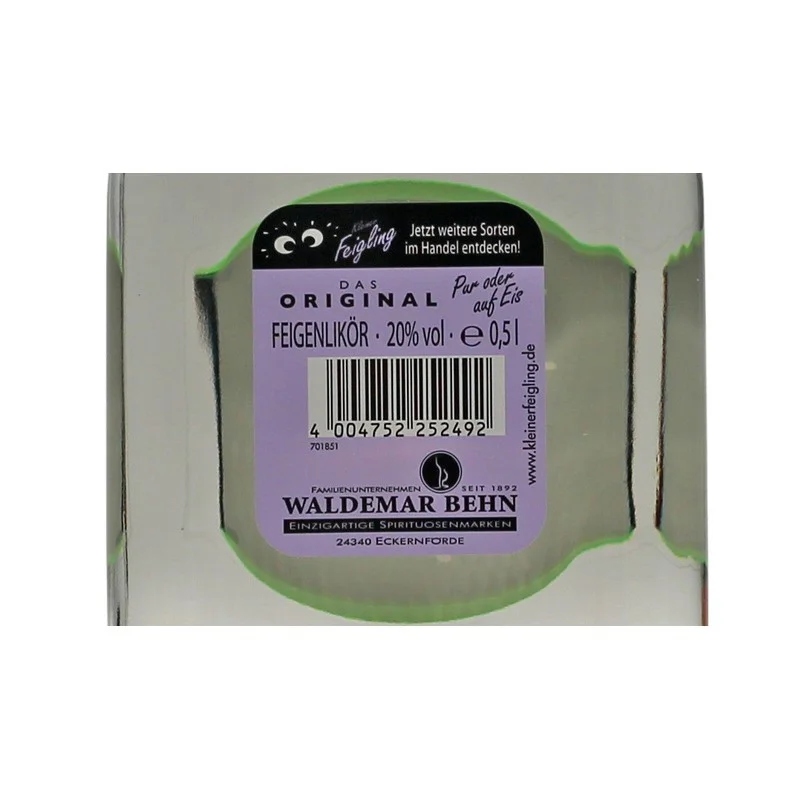 Kleiner
Feigling
Jetzt weitere Sorten
im Handel entdecken!
DAS
ORIGINAL
Pur oder
auf Eis
FEIGENLIKÖR · 20% vol · ℮ 0,5 l
4 004752 252492
701851
www.kleinerfeigling.de
FAMILIENUNTERNEHMEN SEIT 1892
WALDEMAR BEHN
EINZIGARTIGE SPIRITUOSENMARKEN
24340 ECKERNFÖRDE